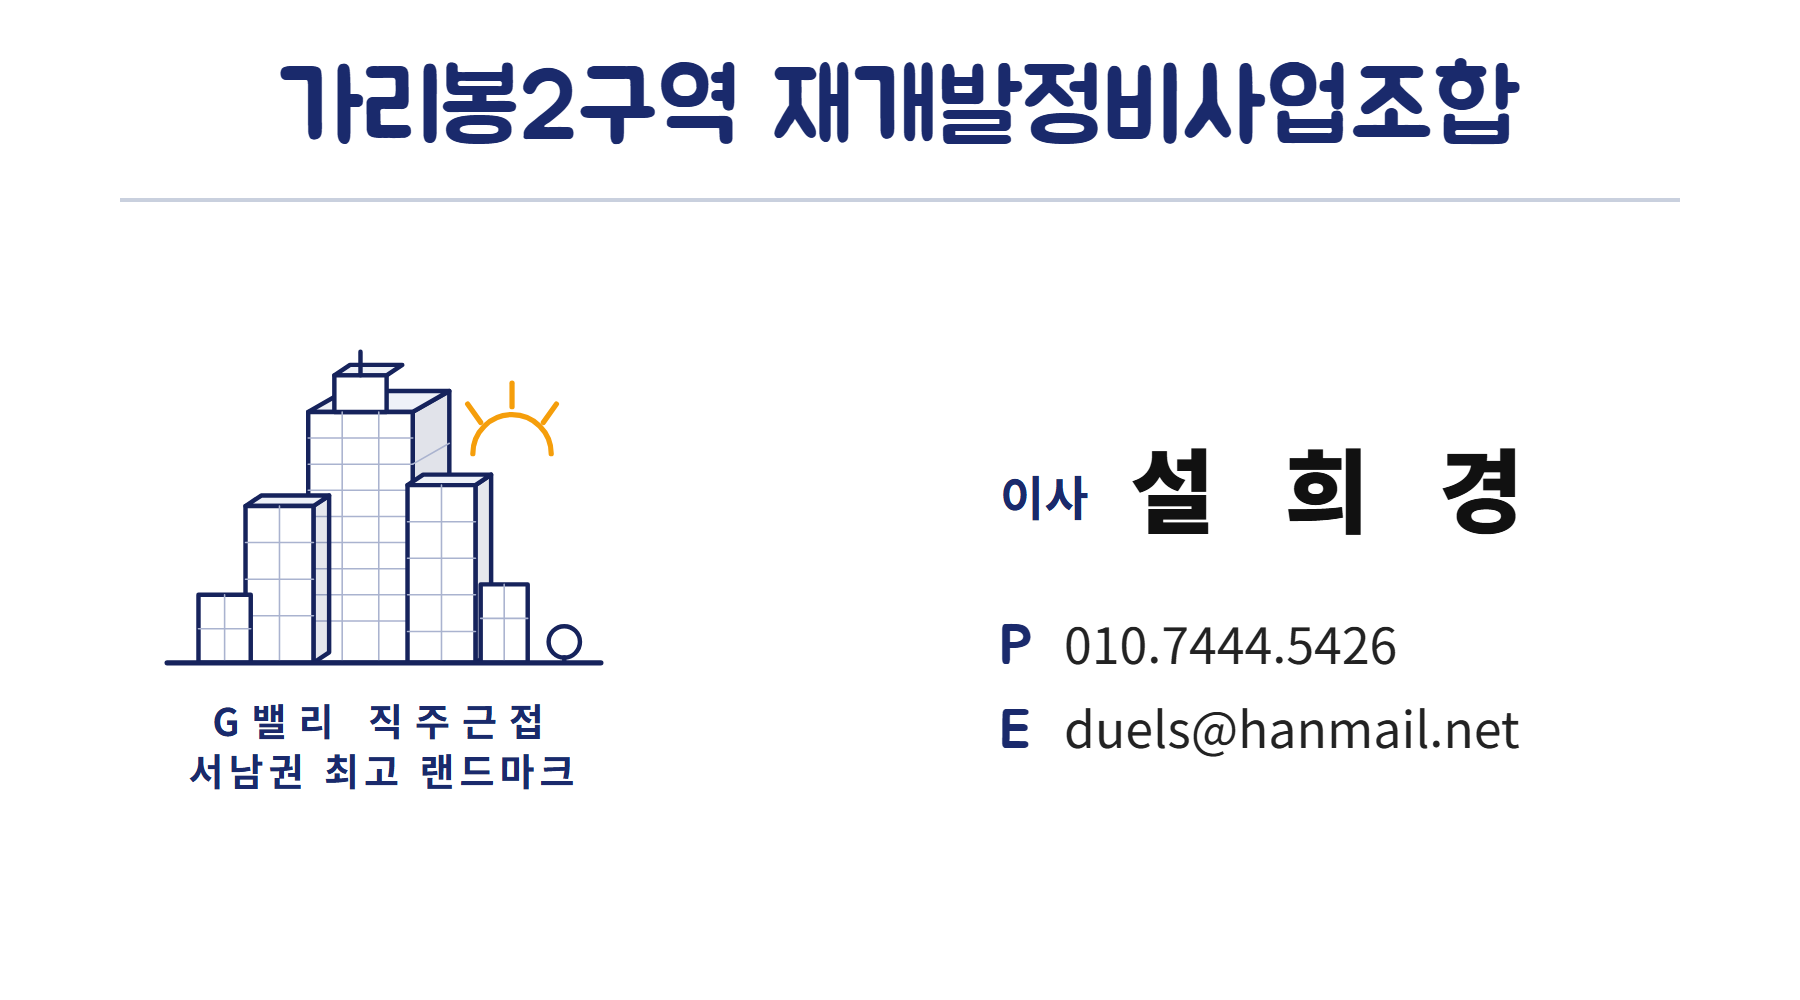 가리봉2구역 재개발정비사업조합
이사 설 희 경
P 010.7444.5426
E duels@hanmail.net
G밸리 직주근접
서남권 최고 랜드마크